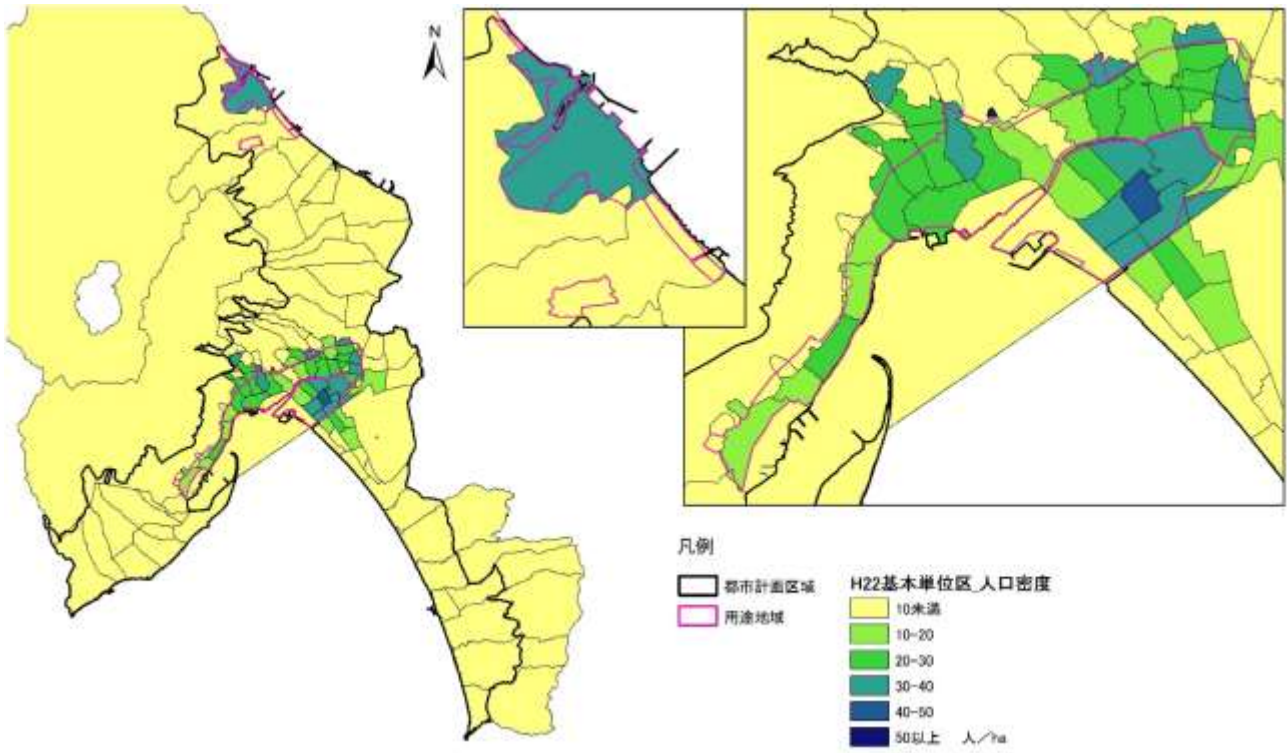 N
凡例
都市計画区域
用途地域
H22基本単位区_人口密度
10未満
10-20
20-30
30-40
40-50
50以上 人／ha